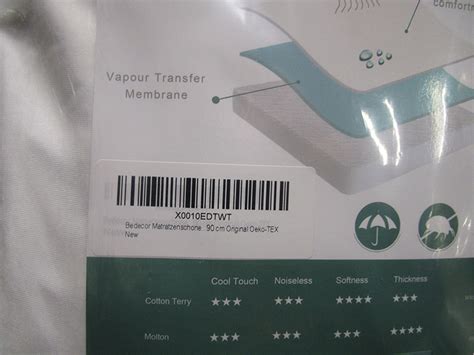 comfortm
Vapour Transfer
Membrane
X0010EDTWT
Bedecor Matratzenschone...90 cm Original Oeko-TEX
New
Cool Touch Noiseless Softness Thickness
Cotton Terry ★★★ ★★★ ★★★★ ★★★★
Molton ★★★ ★★★ ★★★★ ★★★